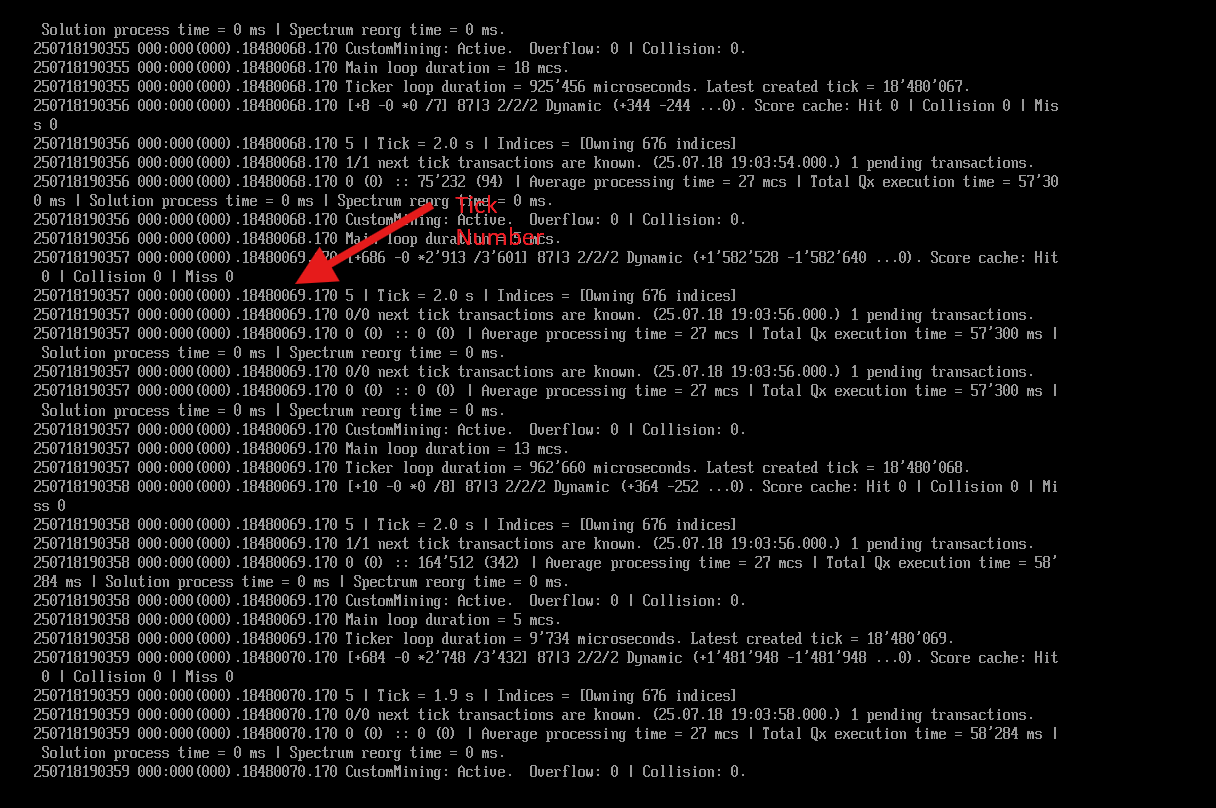 Solution process time = 0 ms | Spectrum reorg time = 0 ms.
250718190355 000:000(000).18480068.170 CustomMining: Active.  Overflow: 0 | Collision: 0.
250718190355 000:000(000).18480068.170 Main loop duration = 18 mcs.
250718190355 000:000(000).18480068.170 Ticker loop duration = 925'456 microseconds. Latest created tick = 18'480'067.
250718190356 000:000(000).18480068.170 [+8 -0 *0 /7] 87|3 2/2/2 Dynamic (+344 -244 ...0). Score cache: Hit 0 | Collision 0 | Mis
s 0
250718190356 000:000(000).18480068.170 5 | Tick = 2.0 s | Indices = [Owning 676 indices]
250718190356 000:000(000).18480068.170 1/1 next tick transactions are known. (25.07.18 19:03:54.000.) 1 pending transactions.
250718190356 000:000(000).18480068.170 0 (0) :: 75'232 (94) | Average processing time = 27 mcs | Total Qx execution time = 57'30
0 ms | Solution process time = 0 ms | Spectrum reorg time = 0 ms.
Tick
250718190356 000:000(000).18480068.170 CustomMining: Active.  Overflow: 0 | Collision: 0.
250718190356 000:000(000).18480068.170 Main loop duration = 5 mcs.
Number
250718190357 000:000(000).18480069.170 [+686 -0 *2'913 /3'601] 87|3 2/2/2 Dynamic (+1'582'528 -1'582'640 ...0). Score cache: Hit
0 | Collision 0 | Miss 0
250718190357 000:000(000).18480069.170 5 | Tick = 2.0 s | Indices = [Owning 676 indices]
250718190357 000:000(000).18480069.170 0/0 next tick transactions are known. (25.07.18 19:03:56.000.) 1 pending transactions.
250718190357 000:000(000).18480069.170 0 (0) :: 0 (0) | Average processing time = 27 mcs | Total Qx execution time = 57'300 ms |
Solution process time = 0 ms | Spectrum reorg time = 0 ms.
250718190357 000:000(000).18480069.170 0/0 next tick transactions are known. (25.07.18 19:03:56.000.) 1 pending transactions.
250718190357 000:000(000).18480069.170 0 (0) :: 0 (0) | Average processing time = 27 mcs | Total Qx execution time = 57'300 ms |
Solution process time = 0 ms | Spectrum reorg time = 0 ms.
250718190357 000:000(000).18480069.170 CustomMining: Active.  Overflow: 0 | Collision: 0.
250718190357 000:000(000).18480069.170 Main loop duration = 13 mcs.
250718190357 000:000(000).18480069.170 Ticker loop duration = 962'660 microseconds. Latest created tick = 18'480'068.
250718190358 000:000(000).18480069.170 [+10 -0 *0 /8] 87|3 2/2/2 Dynamic (+364 -252 ...0). Score cache: Hit 0 | Collision 0 | Mi
ss 0
250718190358 000:000(000).18480069.170 5 | Tick = 2.0 s | Indices = [Owning 676 indices]
250718190358 000:000(000).18480069.170 1/1 next tick transactions are known. (25.07.18 19:03:56.000.) 1 pending transactions.
250718190358 000:000(000).18480069.170 0 (0) :: 164'512 (342) | Average processing time = 27 mcs | Total Qx execution time = 58'
284 ms | Solution process time = 0 ms | Spectrum reorg time = 0 ms.
250718190358 000:000(000).18480069.170 CustomMining: Active.  Overflow: 0 | Collision: 0.
250718190358 000:000(000).18480069.170 Main loop duration = 5 mcs.
250718190358 000:000(000).18480069.170 Ticker loop duration = 9'734 microseconds. Latest created tick = 18'480'069.
250718190359 000:000(000).18480070.170 [+684 -0 *2'748 /3'432] 87|3 2/2/2 Dynamic (+1'481'948 -1'481'948 ...0). Score cache: Hit
0 | Collision 0 | Miss 0
250718190359 000:000(000).18480070.170 5 | Tick = 1.9 s | Indices = [Owning 676 indices]
250718190359 000:000(000).18480070.170 0/0 next tick transactions are known. (25.07.18 19:03:58.000.) 1 pending transactions.
250718190359 000:000(000).18480070.170 0 (0) :: 0 (0) | Average processing time = 27 mcs | Total Qx execution time = 58'284 ms |
Solution process time = 0 ms | Spectrum reorg time = 0 ms.
250718190359 000:000(000).18480070.170 CustomMining: Active.  Overflow: 0 | Collision: 0.